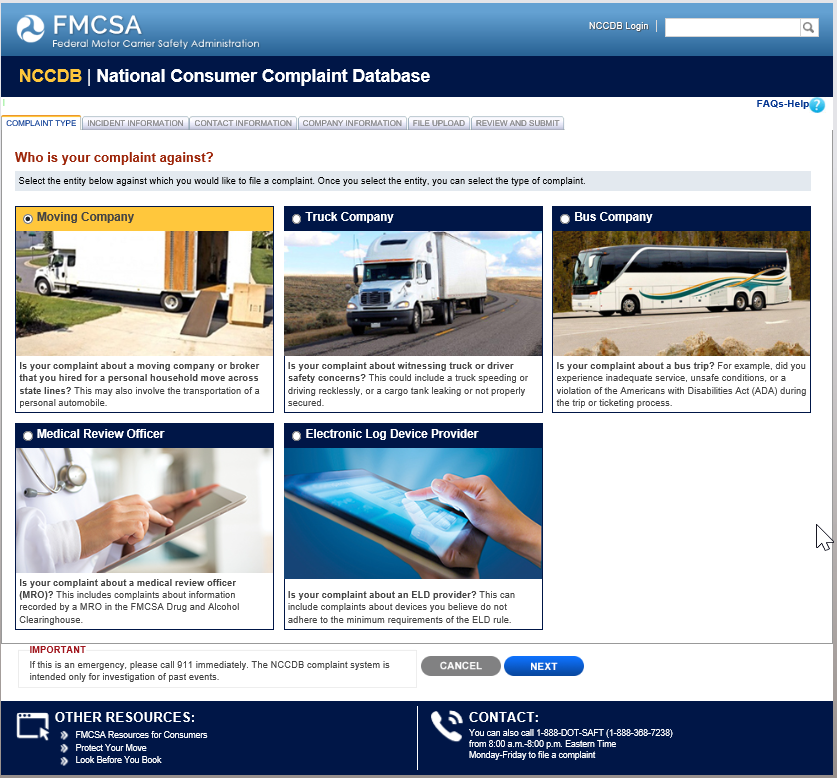 FMCSA
Federal Motor Carrier Safety Administration
NCCDB Login |
NCCDB | National Consumer Complaint Database
FAQs-Help ?
COMPLAINT TYPE INCIDENT INFORMATION CONTACT INFORMATION COMPANY INFORMATION FILE UPLOAD REVIEW AND SUBMIT
Who is your complaint against?
Select the entity below against which you would like to file a complaint. Once you select the entity, you can select the type of complaint.
Moving Company
Is your complaint about a moving company or broker
that you hired for a personal household move across
state lines? This may also involve the transportation of a
personal automobile.
Truck Company
Is your complaint about witnessing truck or driver
safety concerns? This could include a truck speeding or
driving recklessly, or a cargo tank leaking or not properly
secured.
Bus Company
Is your complaint about a bus trip? For example, did you
experience inadequate service, unsafe conditions, or a
violation of the Americans with Disabilities Act (ADA) during
the trip or ticketing process.
Medical Review Officer
Is your complaint about a medical review officer
(MRO)? This includes complaints about information
recorded by a MRO in the FMCSA Drug and Alcohol
Clearinghouse.
Electronic Log Device Provider
Is your complaint about an ELD provider? This can
include complaints about devices you believe do not
adhere to the minimum requirements of the ELD rule.
IMPORTANT
If this is an emergency, please call 911 immediately. The NCCDB complaint system is
intended only for investigation of past events.
CANCEL NEXT
OTHER RESOURCES:
FMCSA Resources for Consumers
Protect Your Move
Look Before You Book
CONTACT:
You can also call 1-888-DOT-SAFT (1-888-368-7238)
from 8:00 a.m.-8:00 p.m. Eastern Time
Monday-Friday to file a complaint